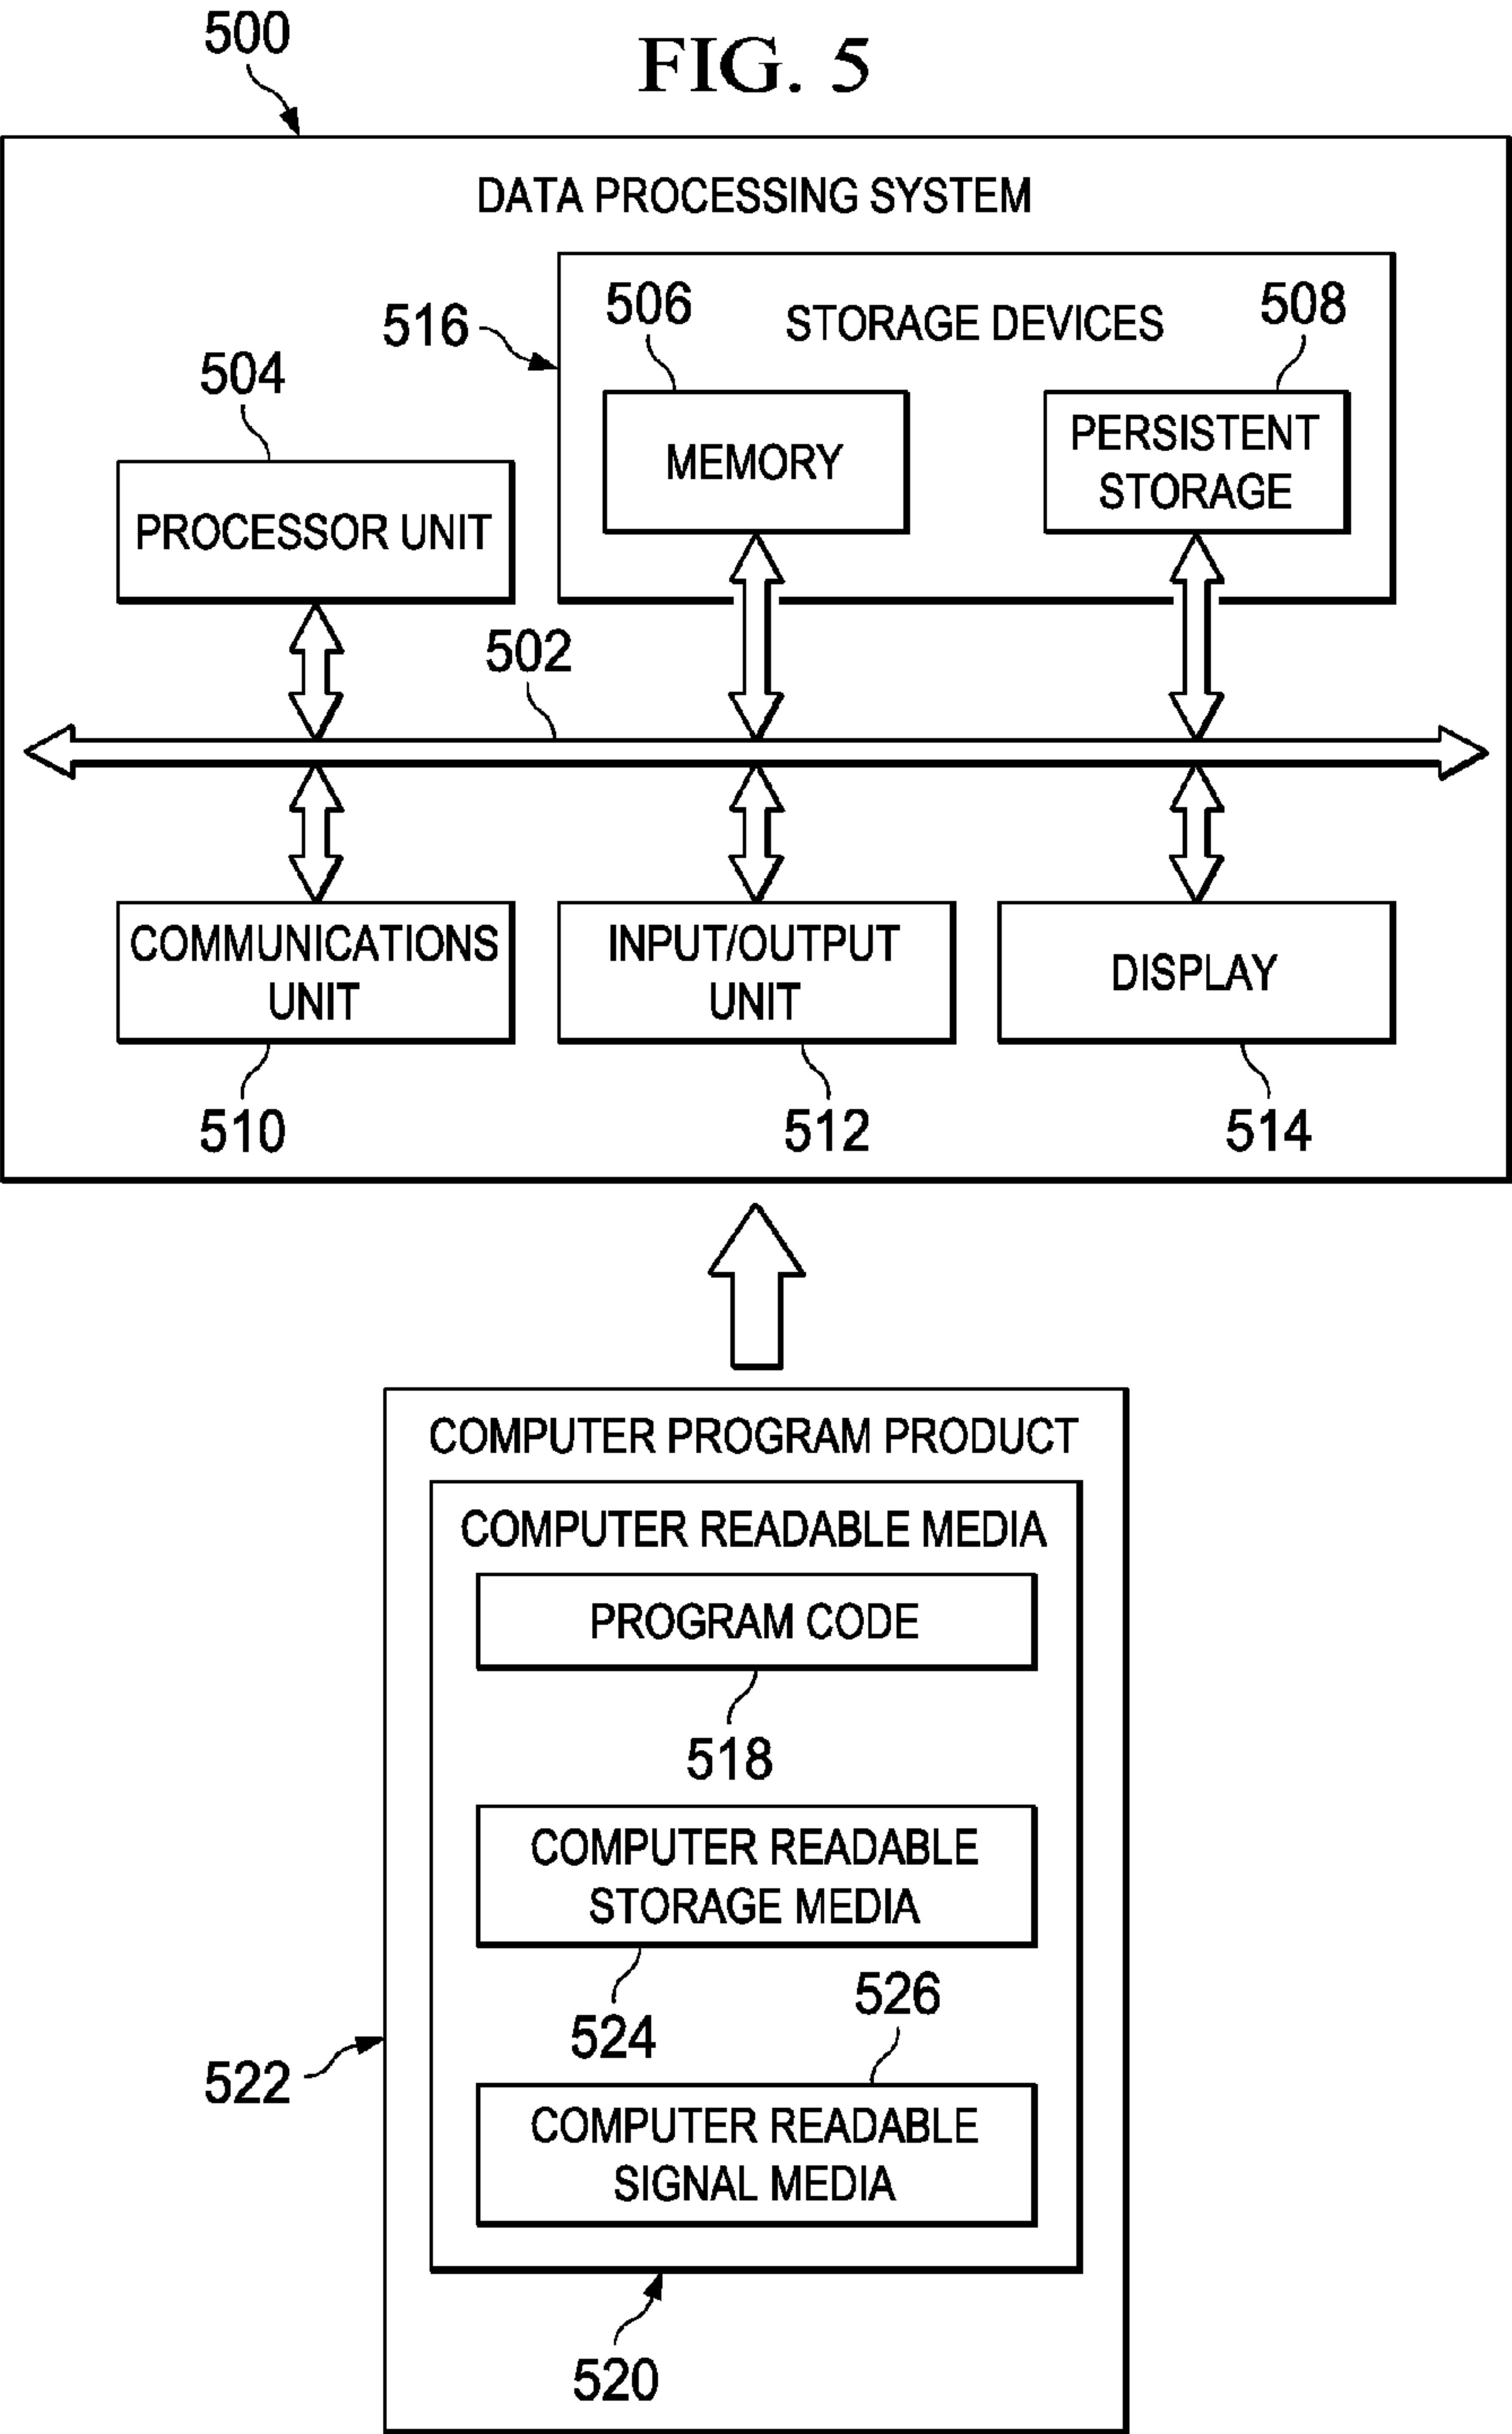 500
FIG. 5
DATA PROCESSING SYSTEM
516
506
STORAGE DEVICES
508
504
MEMORY
PERSISTENT
STORAGE
PROCESSOR UNIT
502
COMMUNICATIONS
UNIT
INPUT/OUTPUT
UNIT
DISPLAY
510
512
514
COMPUTER PROGRAM PRODUCT
COMPUTER READABLE MEDIA
PROGRAM CODE
518
COMPUTER READABLE
STORAGE MEDIA
524
526
522
COMPUTER READABLE
SIGNAL MEDIA
520